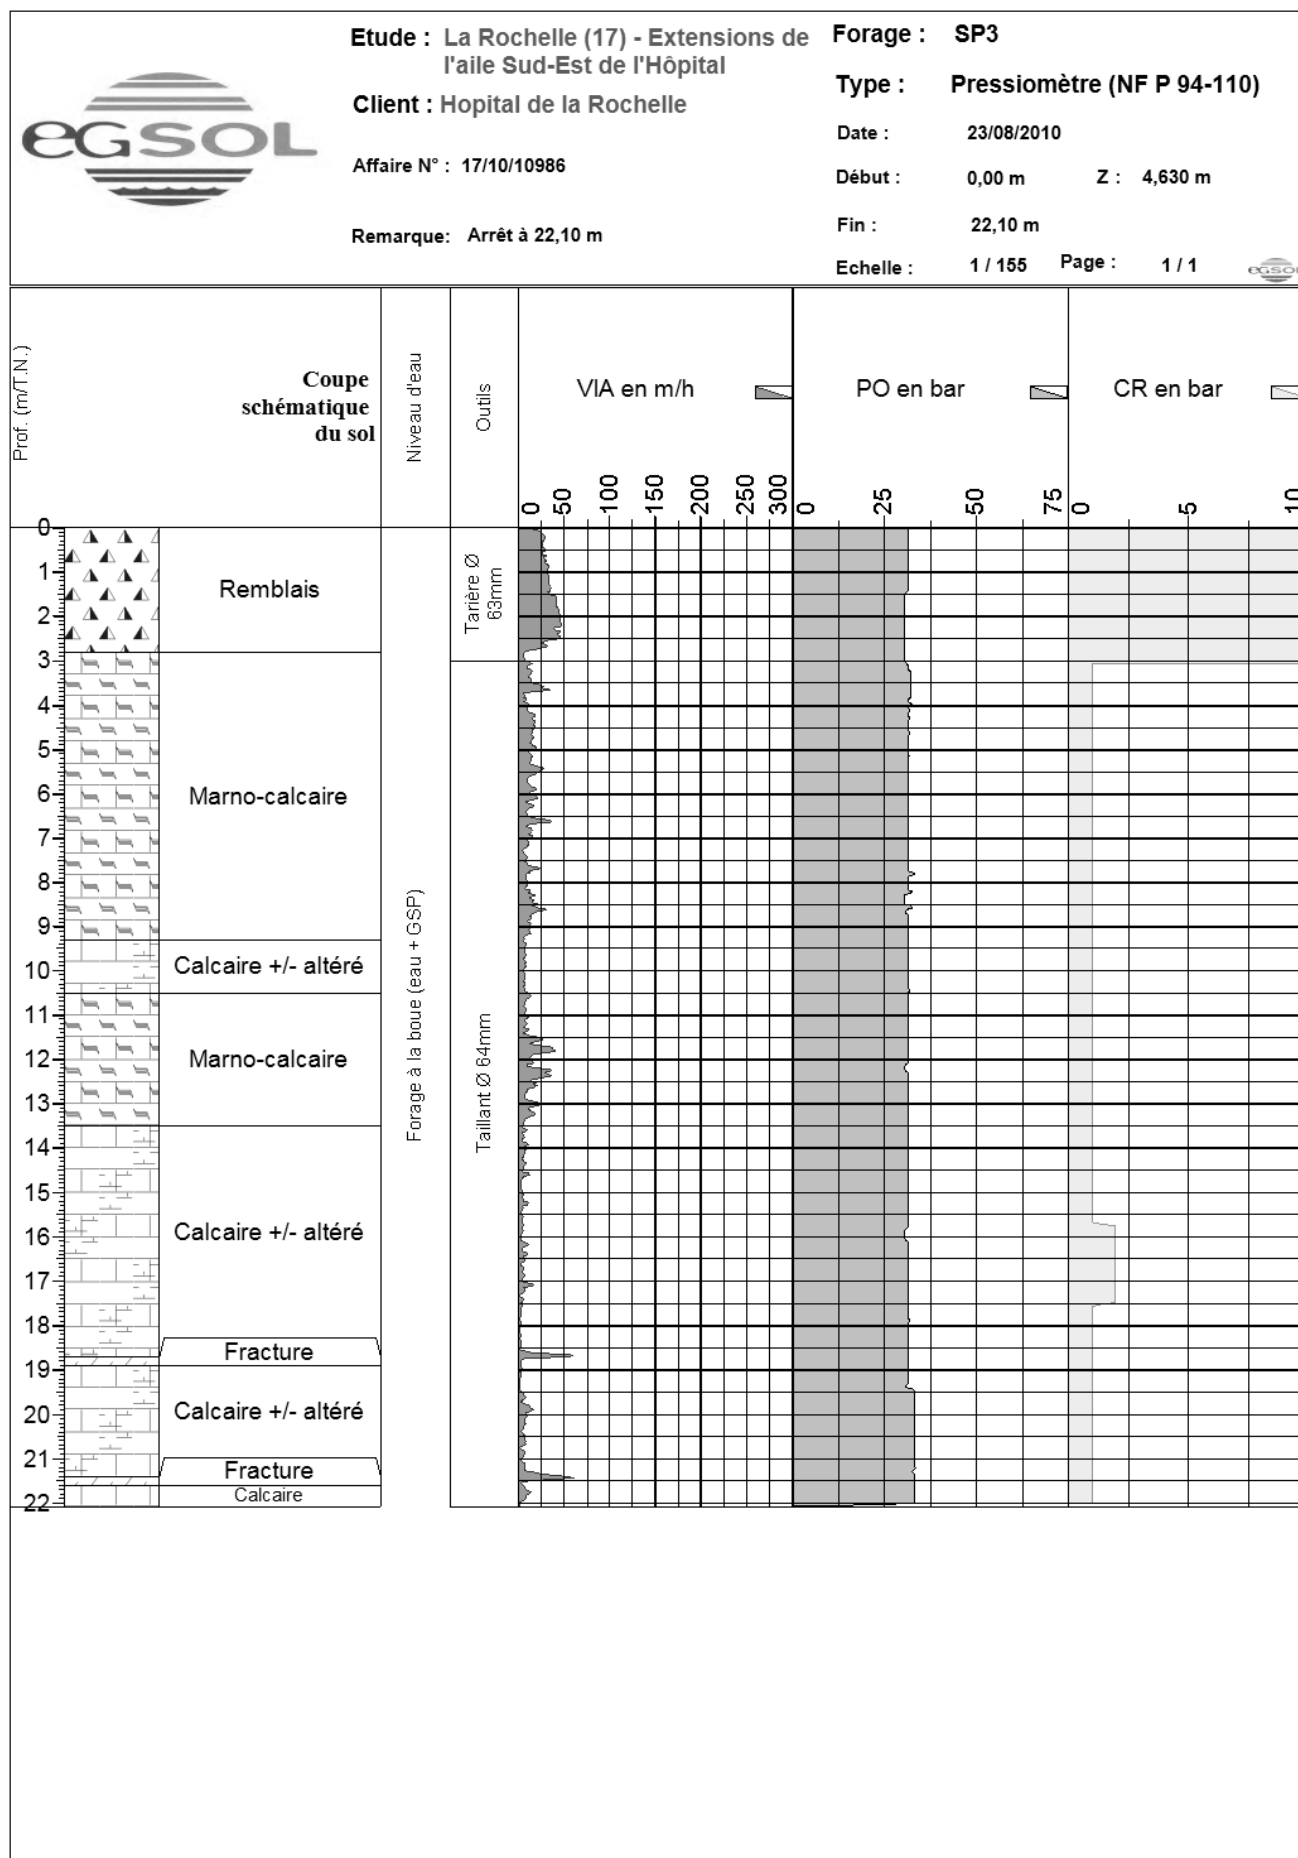 eGSOL
Etude : La Rochelle (17) - Extensions de
l'aile Sud-Est de l'Hôpital
Client : Hopital de la Rochelle
Affaire N° : 17/10/10986
Remarque: Arrêt à 22,10 m
Forage : SP3
Type : Pressiomètre (NF P 94-110)
Date : 23/08/2010
Début : 0,00 m Z : 4,630 m
Fin : 22,10 m
Echelle : 1 / 155 Page : 1 / 1
eGSOL
Prof. (m/T.N.)
Coupe
schématique
du sol
Niveau d'eau
Outils
VIA en m/h
PO en bar
CR en bar
0 50 100 150 200 250 300
0 25 50 75
0 5 10
0
1
2
3
4
5
6
7
8
9
10
11
12
13
14
15
16
17
18
19
20
21
22
Remblais
Marno-calcaire
Calcaire +/- altéré
Marno-calcaire
Calcaire +/- altéré
Fracture
Calcaire +/- altéré
Fracture
Calcaire
Forage à la boue (eau + GSP)
Tarière Ø
63mm
Taillant Ø 64mm